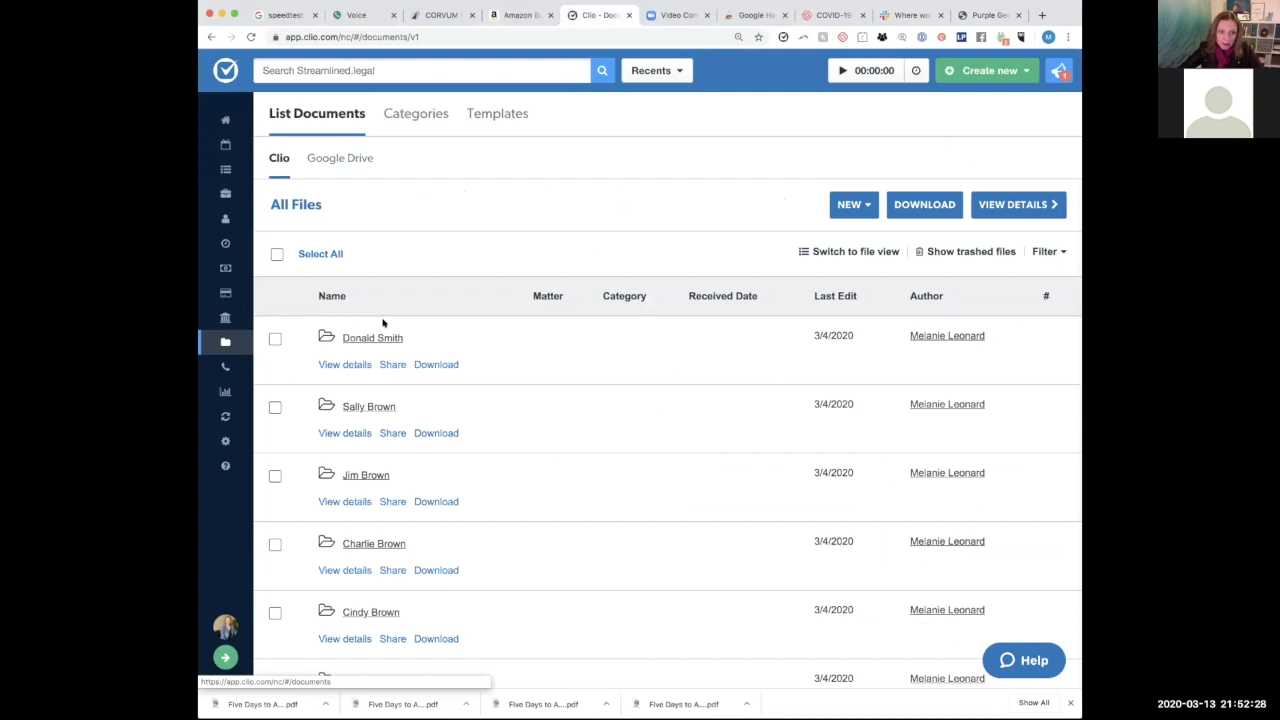 speedtest
Voice
CORVUM
Amazon B
Clio - Doc
Video Con
Google He
COVID-19
Where wo
Purple Ge
app.clio.com/nc/#/documents/v1
M
Search Streamlined.legal
Recents
00:00:00
Create new
1
List Documents Categories Templates
Clio Google Drive
All Files
NEW
DOWNLOAD
VIEW DETAILS
Select All
Switch to file view
Show trashed files
Filter
Name Matter Category Received Date Last Edit Author #
Donald Smith 3/4/2020 Melanie Leonard
View details Share Download
Sally Brown 3/4/2020 Melanie Leonard
View details Share Download
Jim Brown 3/4/2020 Melanie Leonard
View details Share Download
Charlie Brown 3/4/2020 Melanie Leonard
View details Share Download
Cindy Brown 3/4/2020 Melanie Leonard
View details Share Download
3/4/2020 Melanie Leonard
Help
https://app.clio.com/nc/#/documents
Five Days to A....pdf
Five Days to A....pdf
Five Days to A....pdf
Five Days to A....pdf
Show All
2020-03-13 21:52:28